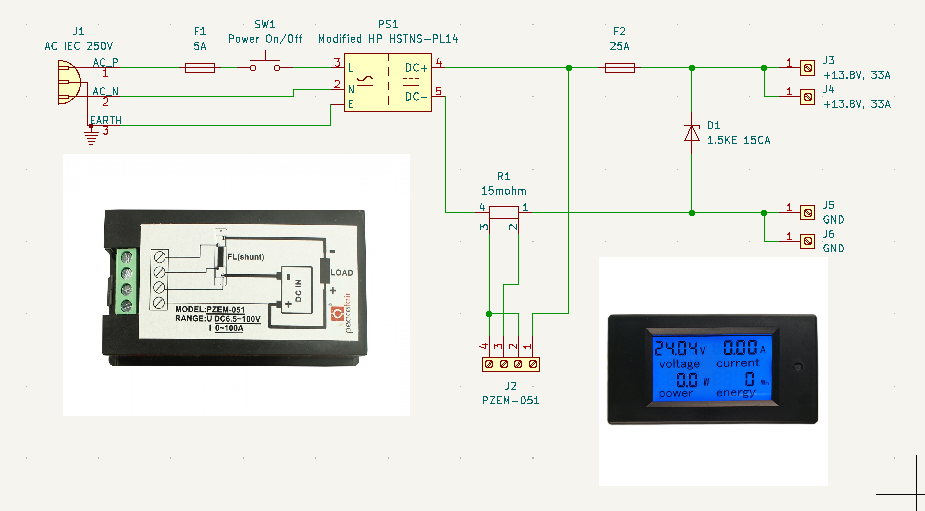 J1
AC IEC 250V
AC_P
1
AC_N
2
EARTH
3
F1
5A
SW1
Power On/Off
PS1
Modified HP HSTNS-PL14
3
L
2
N
E
DC+
4
DC-
5
F2
25A
1
J3
+13.8V, 33A
1
J4
+13.8V, 33A
D1
1.5KE 15CA
R1
15mohm
4
1
3
2
1
J5
GND
1
J6
GND
4
3
2
1
J2
PZEM-051
FL(shunt)
-
LOAD
+
-
DC IN
+
MODEL:PZEM-051
RANGE:U DC6.5~100V
I 0~100A
peacefair
24.04V
0.00A
voltage
current
0.0 W
0
power
energy